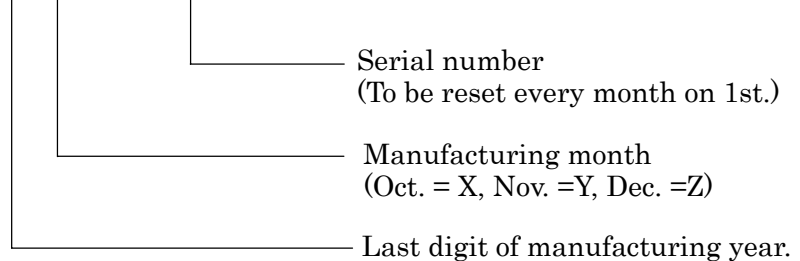 Serial number
(To be reset every month on 1st.)
Manufacturing month
(Oct. = X, Nov. =Y, Dec. =Z)
Last digit of manufacturing year.